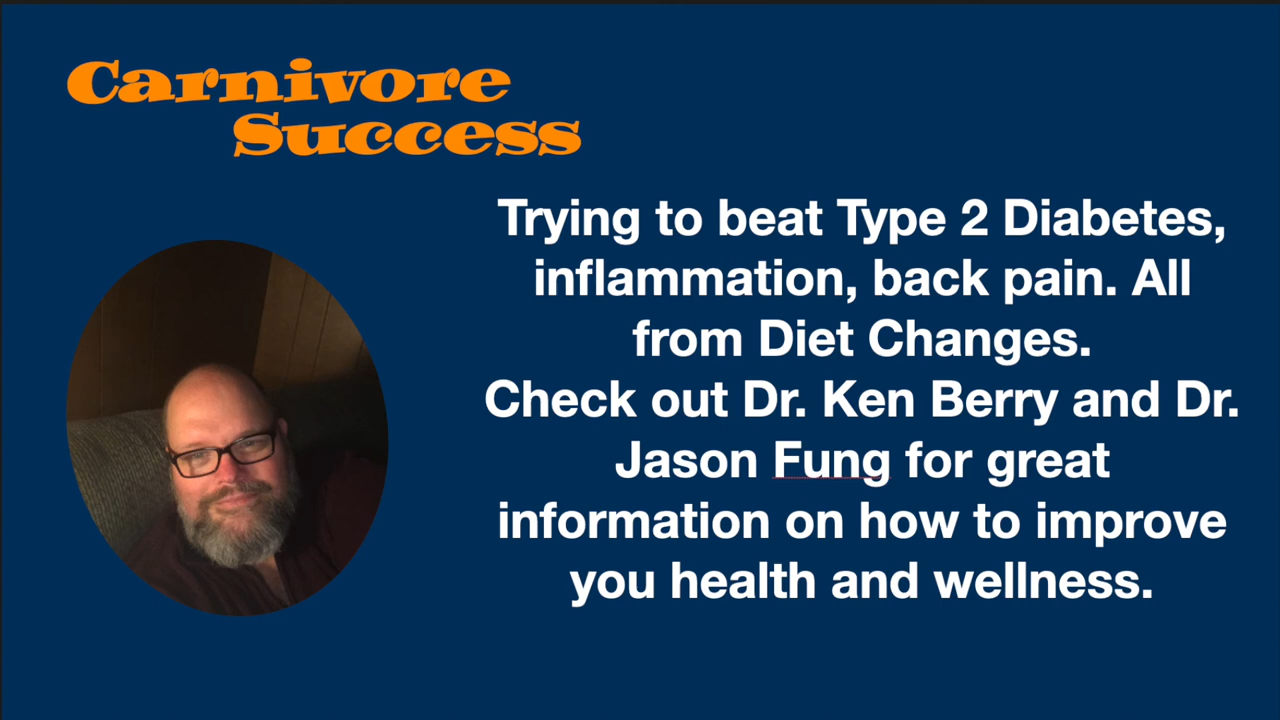 Carnivore
Success
Trying to beat Type 2 Diabetes,
inflammation, back pain. All
from Diet Changes.
Check out Dr. Ken Berry and Dr.
Jason Fung for great
information on how to improve
you health and wellness.